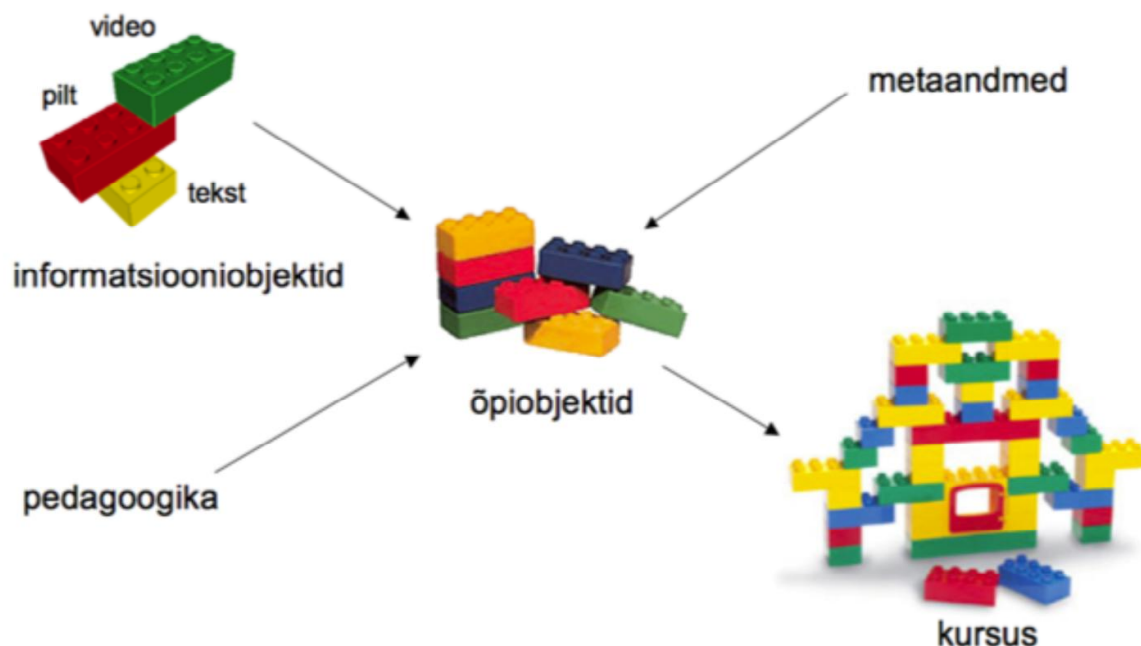 video
pilt
tekst
informatsiooniobjektid
metaandmed
õpiobjektid
pedagoogika
kursus